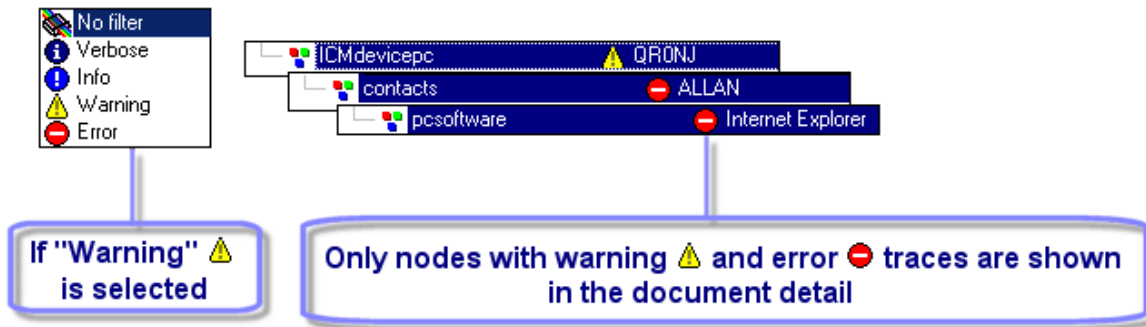 No filter
Verbose
Info
Warning
Error
ICMdevicepc QR0NJ
contacts ALLAN
pcsoftware Internet Explorer
If "Warning"
is selected
Only nodes with warning and error traces are shown
in the document detail